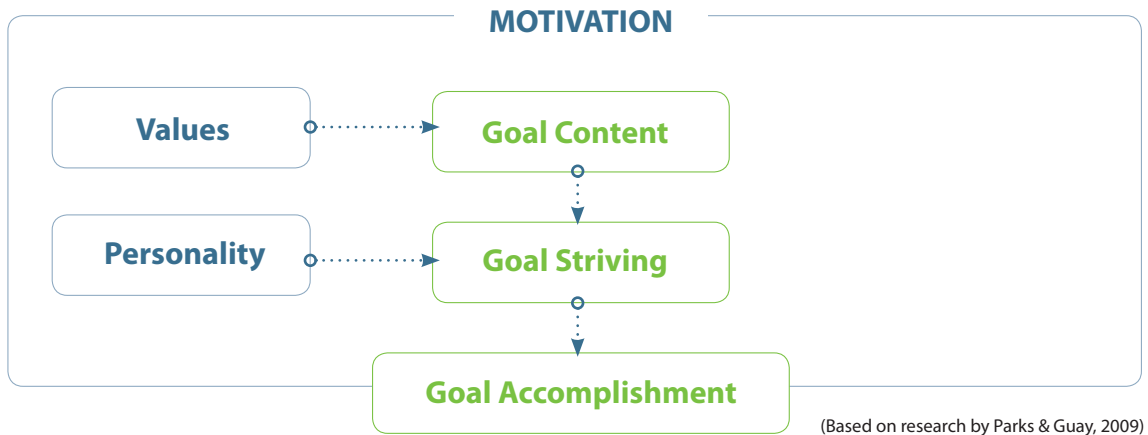 MOTIVATION
Values
Goal Content
Personality
Goal Striving
Goal Accomplishment
(Based on research by Parks & Guay, 2009)